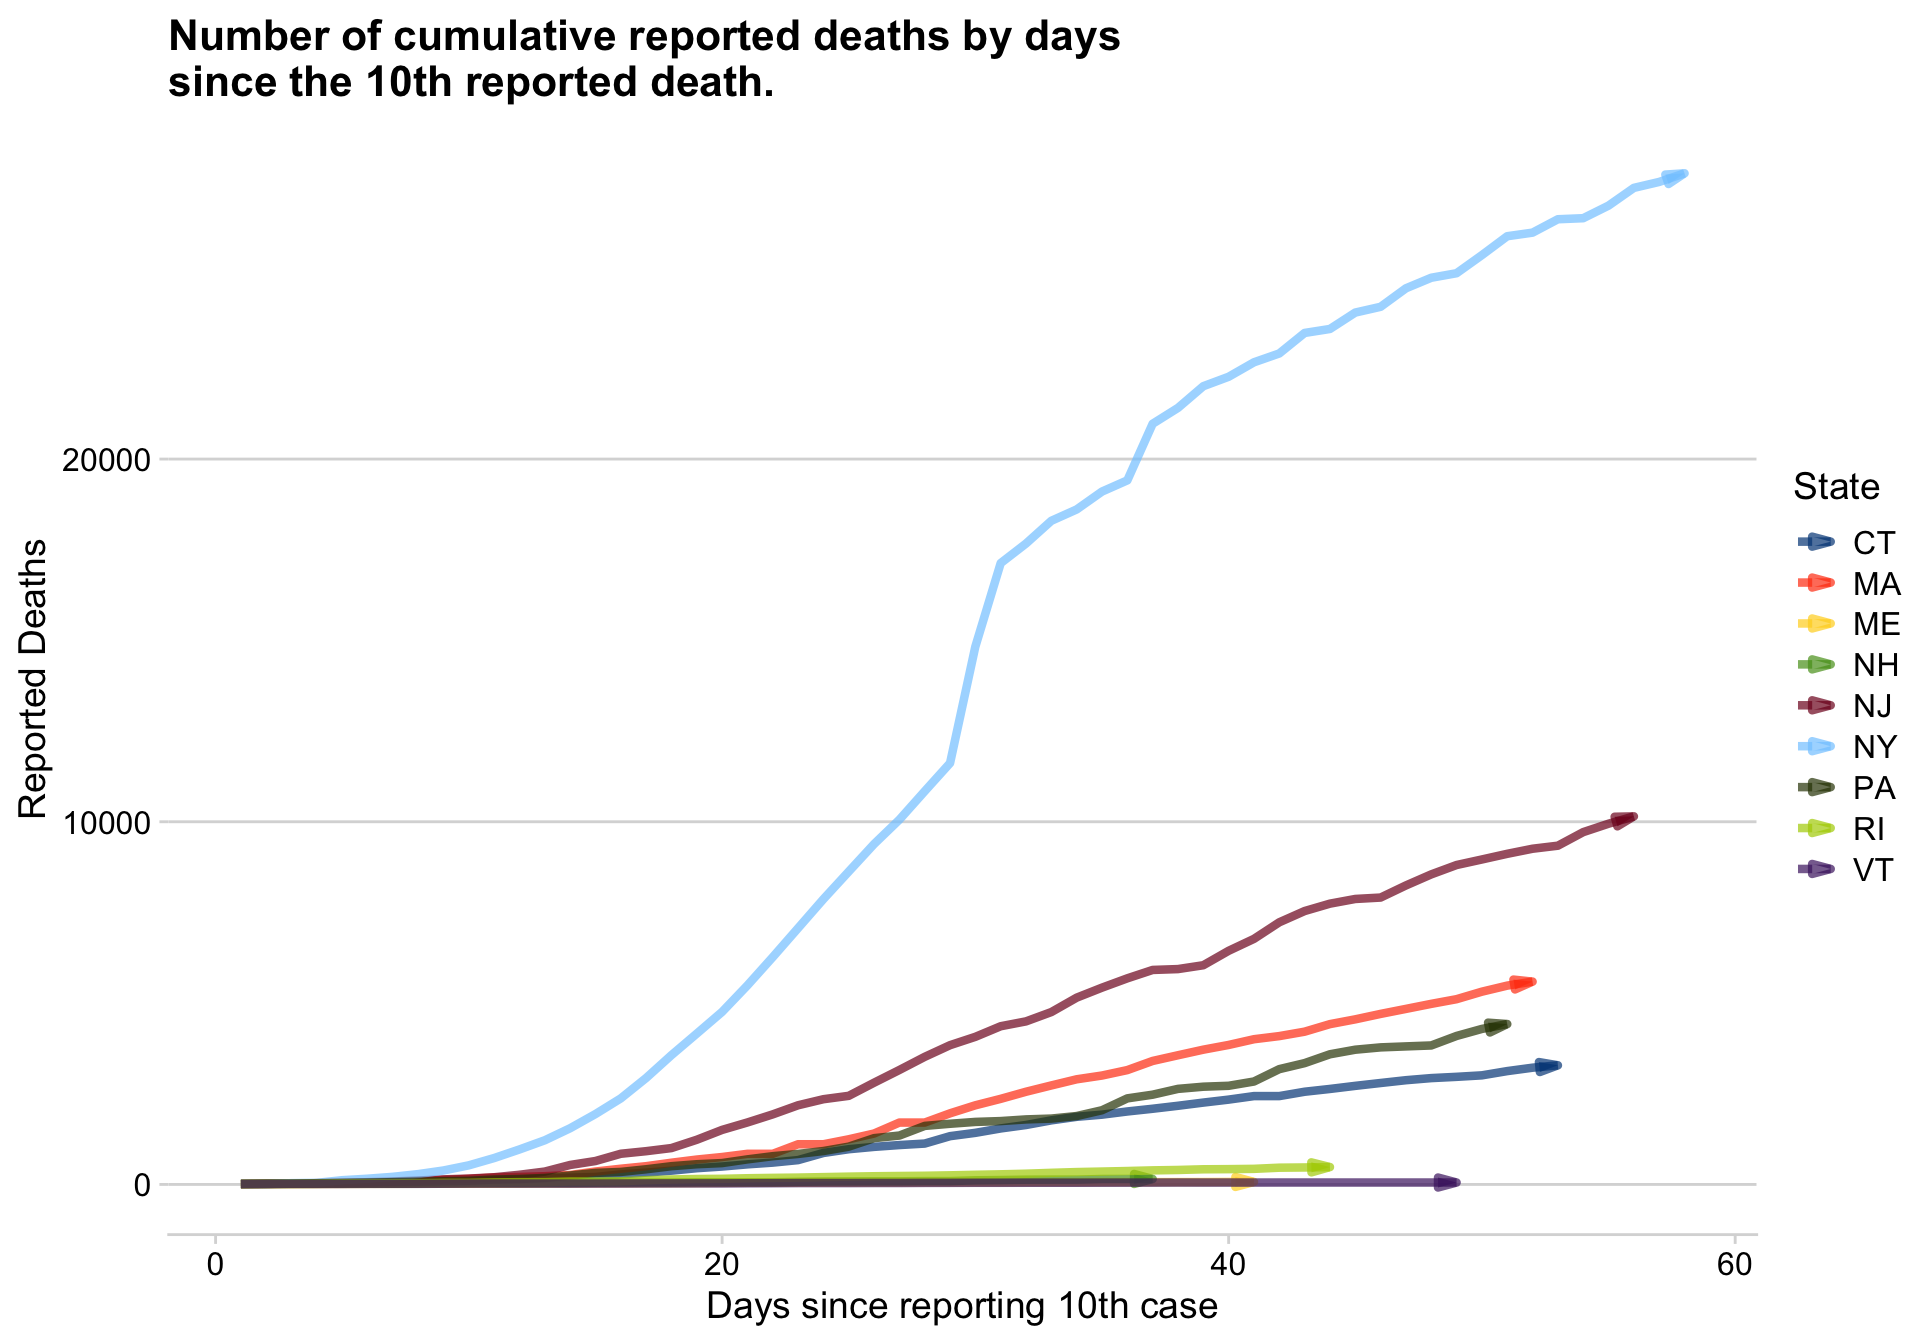 Number of cumulative reported deaths by days
since the 10th reported death.
Reported Deaths
20000
10000
0
0 20 40 60
Days since reporting 10th case
State
CT
MA
ME
NH
NJ
NY
PA
RI
VT